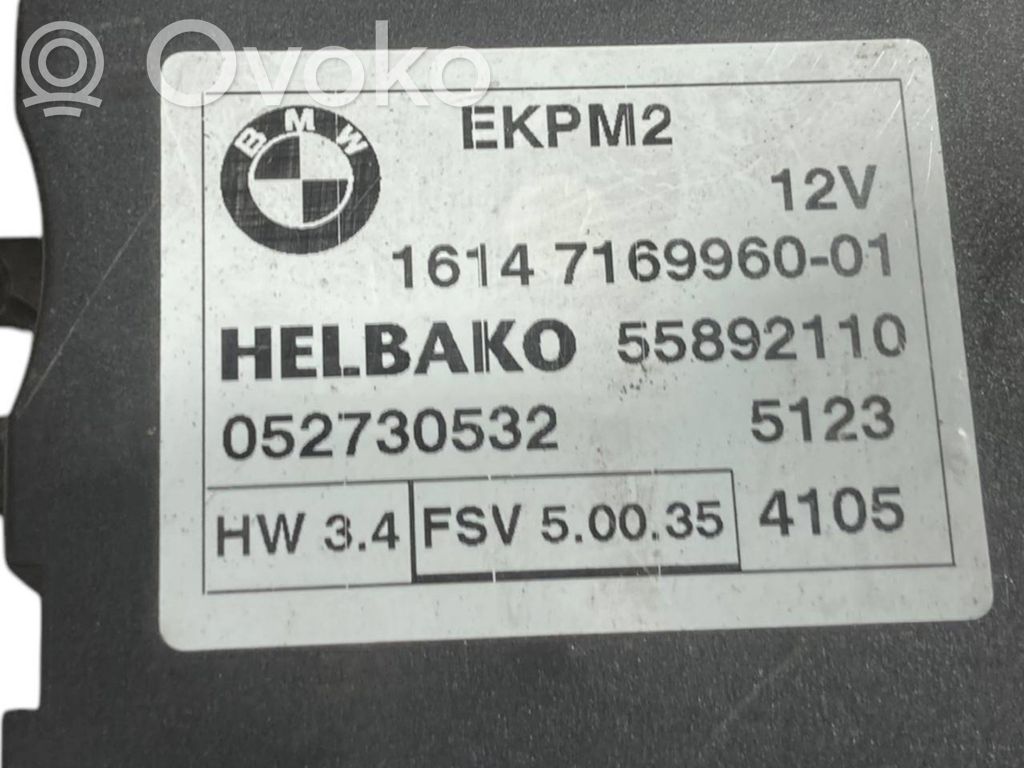 Ovoko
BMW
EKPM2
12V
1614 7169960-01
HELBAKO 55892110
052730532 5123
HW 3.4 FSV 5.00.35 4105